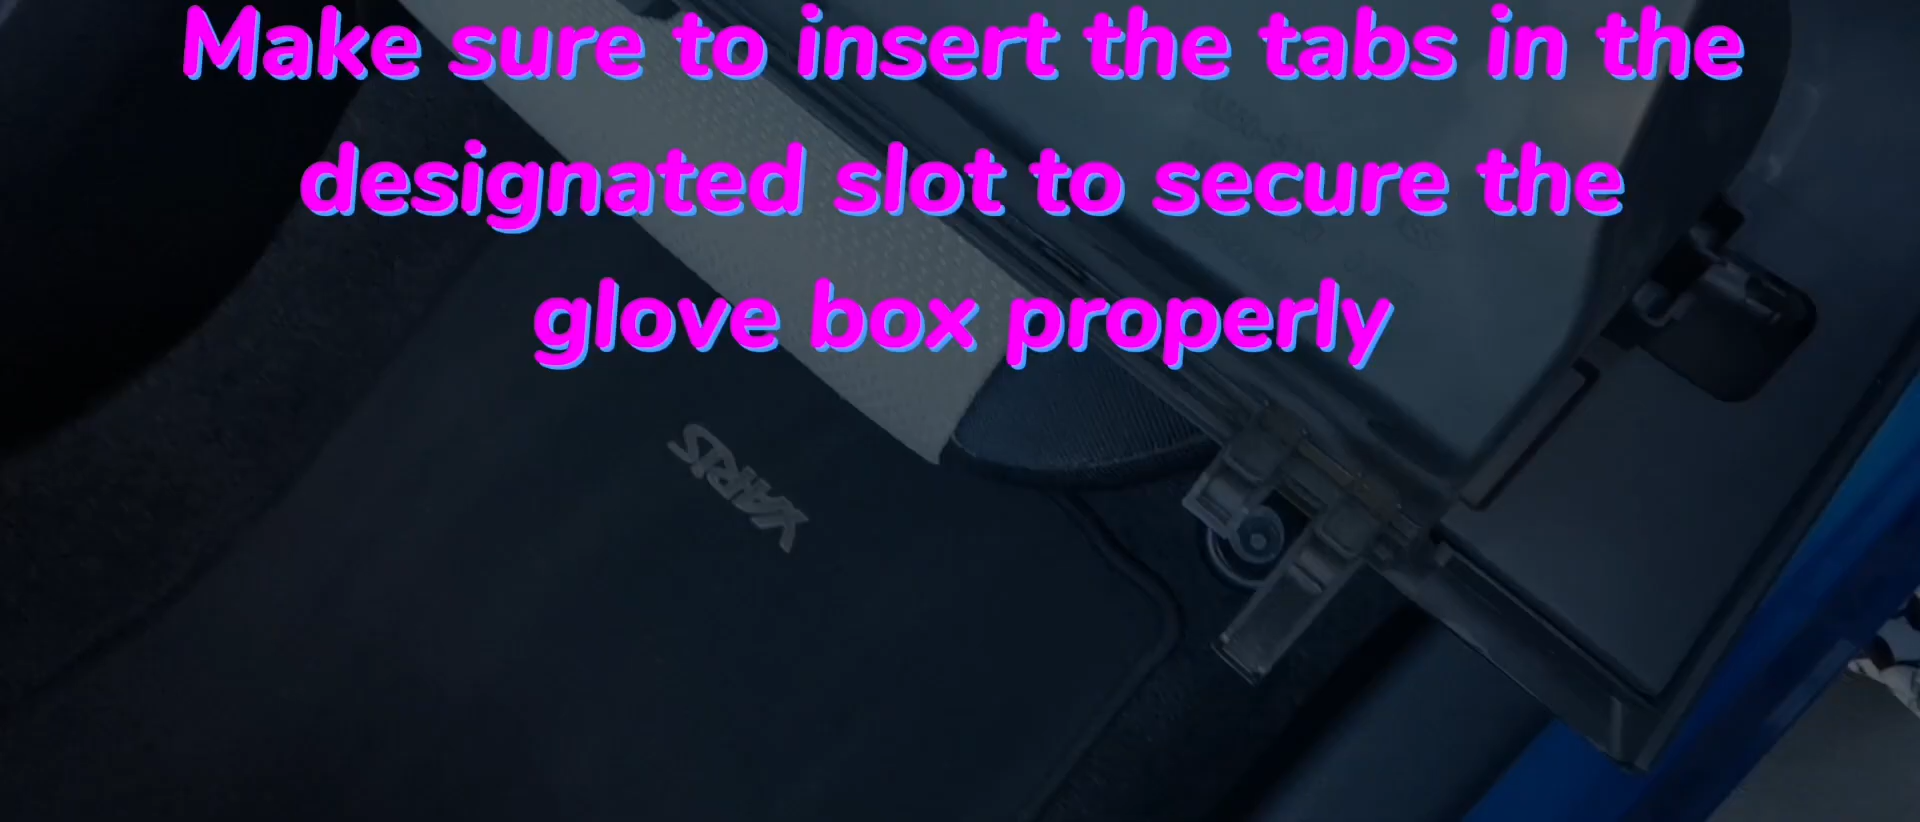 Make sure to insert the tabs in the
designated slot to secure the
glove box properly
YARIS